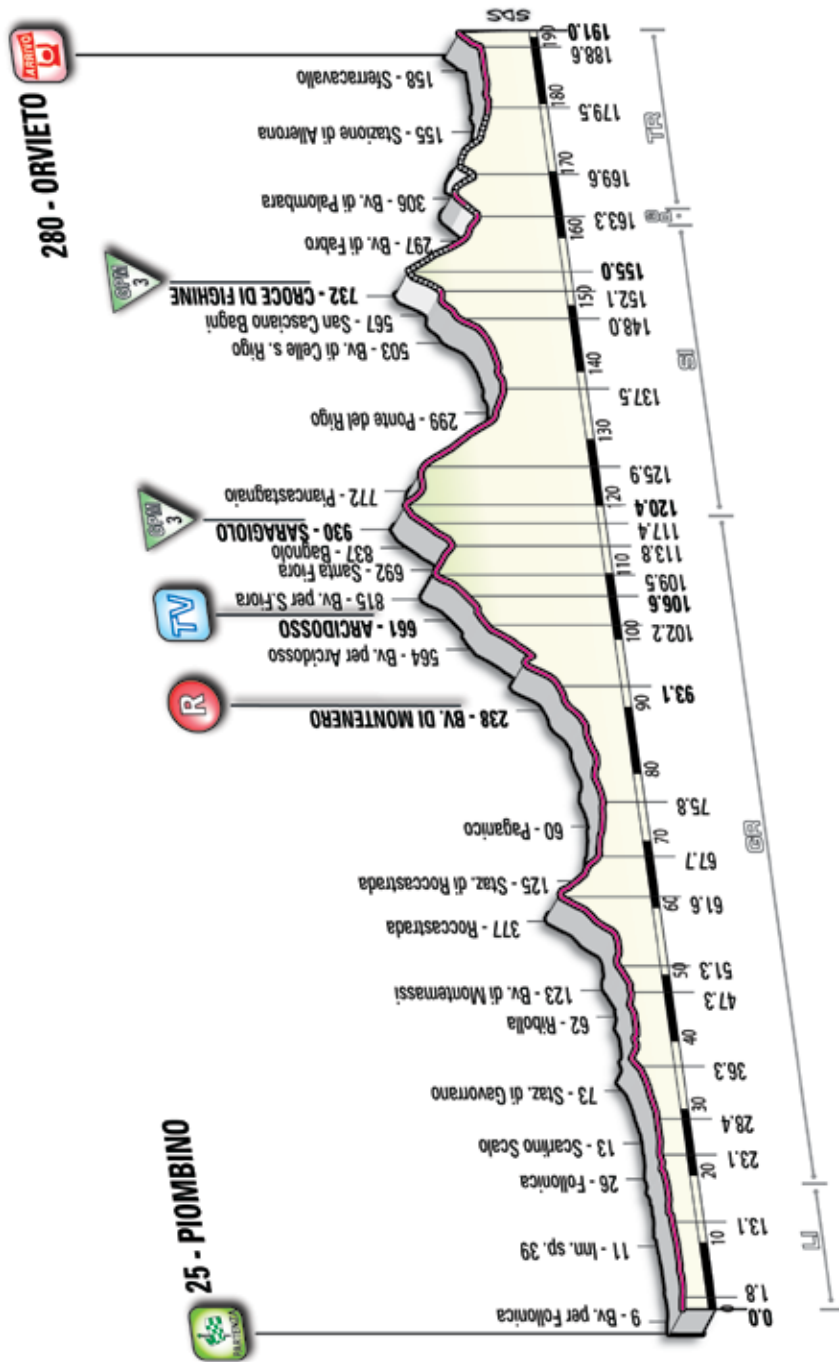 PARTENZA
25 - PIOMBINO
9 - Bv. per Follonica
11 - Inn. sp. 39
26 - Follonica
13 - Scarlino Scalo
73 - Staz. di Gavorrano
62 - Ribolla
123 - Bv. di Montemassi
377 - Roccastrada
125 - Staz. di Roccastrada
60 - Paganico
R
238 - BV. DI MONTENERO
564 - Bv. per Arcidosso
TV
661 - ARCIDOSSO
815 - Bv. per S.Fiora
692 - Santa Fiora
837 - Bagnolo
GPM
3
930 - SARAGIOLO
772 - Piancastagnaio
299 - Ponte del Rigo
503 - Bv. di Celle s. Rigo
567 - San Casciano Bagni
GPM
3
732 - CROCE DI FIGHINE
297 - Bv. di Fabro
306 - Bv. di Palombara
155 - Stazione di Allerona
158 - Sferracavallo
ARRIVO
280 - ORVIETO
SDS
0
10
20
30
40
50
60
70
80
90
100
110
120
130
140
150
160
170
180
190
0.0
1.8
13.1
23.1
28.4
36.3
47.3
51.3
61.6
67.7
75.8
93.1
102.2
106.6
109.5
113.8
117.4
120.4
125.9
137.5
148.0
152.1
155.0
163.3
169.6
179.5
188.6
191.0
LI
GR
SI
TR